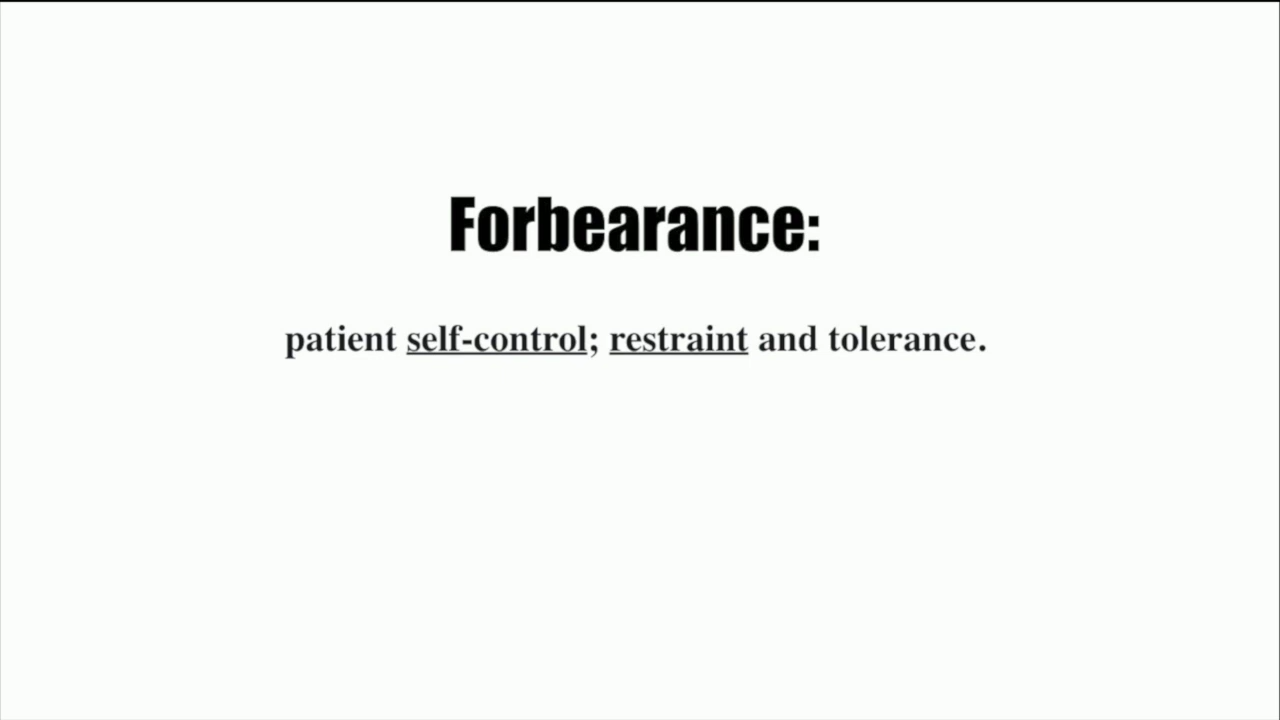 Forbearance:
patient self-control; restraint and tolerance.